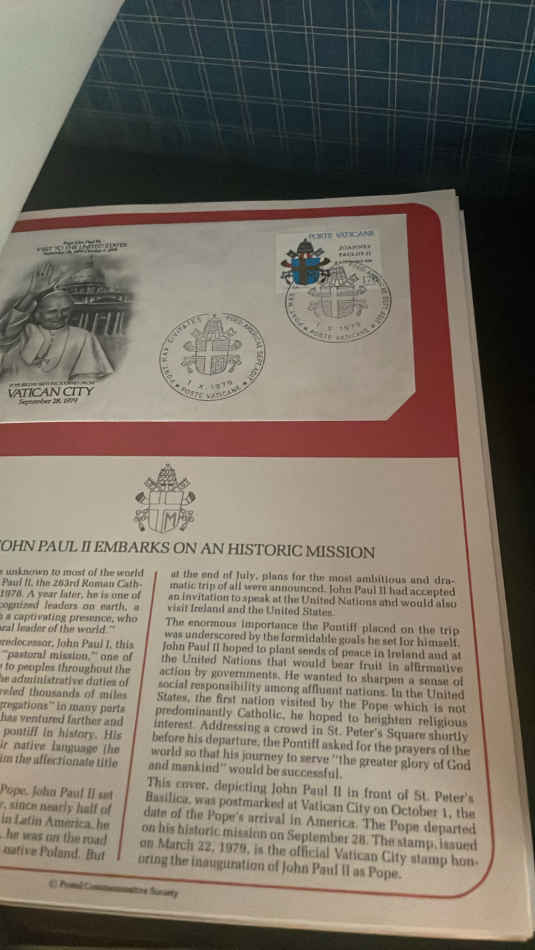 Pope John Paul II's
VISIT TO THE UNITED STATES
POSTE VATICANE
JOANNES
PAULUS II
1.X.1979
POSTE VATICANE
1.X.1979
POSTE VATICANE
VATICAN CITY
September 28, 1979
M
JOHN PAUL II EMBARKS ON AN HISTORIC MISSION
s unknown to most of the world
Paul II, the 263rd Roman Cath-
1978. A year later, he is one of
cognized leaders on earth, a
h a captivating presence, who
ral leader of the world."
redecessor, John Paul I, this
"pastoral mission," one of
to peoples throughout the
he administrative duties of
veled thousands of miles
gregations" in many parts
has ventured farther and
pontiff in history. His
ir native language (he
im the affectionate title
Pope, John Paul II set
r, since nearly half of
in Latin America, he
, he was on the road
native Poland. But
at the end of July, plans for the most ambitious and dra-
matic trip of all were announced. John Paul II had accepted
an invitation to speak at the United Nations and would also
visit Ireland and the United States.
The enormous importance the Pontiff placed on the trip
was underscored by the formidable goals he set for himself.
John Paul II hoped to plant seeds of peace in Ireland and at
the United Nations that would bear fruit in affirmative
action by governments. He wanted to sharpen a sense of
social responsibility among affluent nations. In the United
States, the first nation visited by the Pope which is not
predominantly Catholic, he hoped to heighten religious
interest. Addressing a crowd in St. Peter's Square shortly
before his departure, the Pontiff asked for the prayers of the
world so that his journey to serve "the greater glory of God
and mankind" would be successful.
This cover, depicting John Paul II in front of St. Peter's
Basilica, was postmarked at Vatican City on October 1, the
date of the Pope's arrival in America. The Pope departed
on his historic mission on September 28. The stamp, issued
on March 22, 1979, is the official Vatican City stamp hon-
oring the inauguration of John Paul II as Pope.
© Postal Commemorative Society